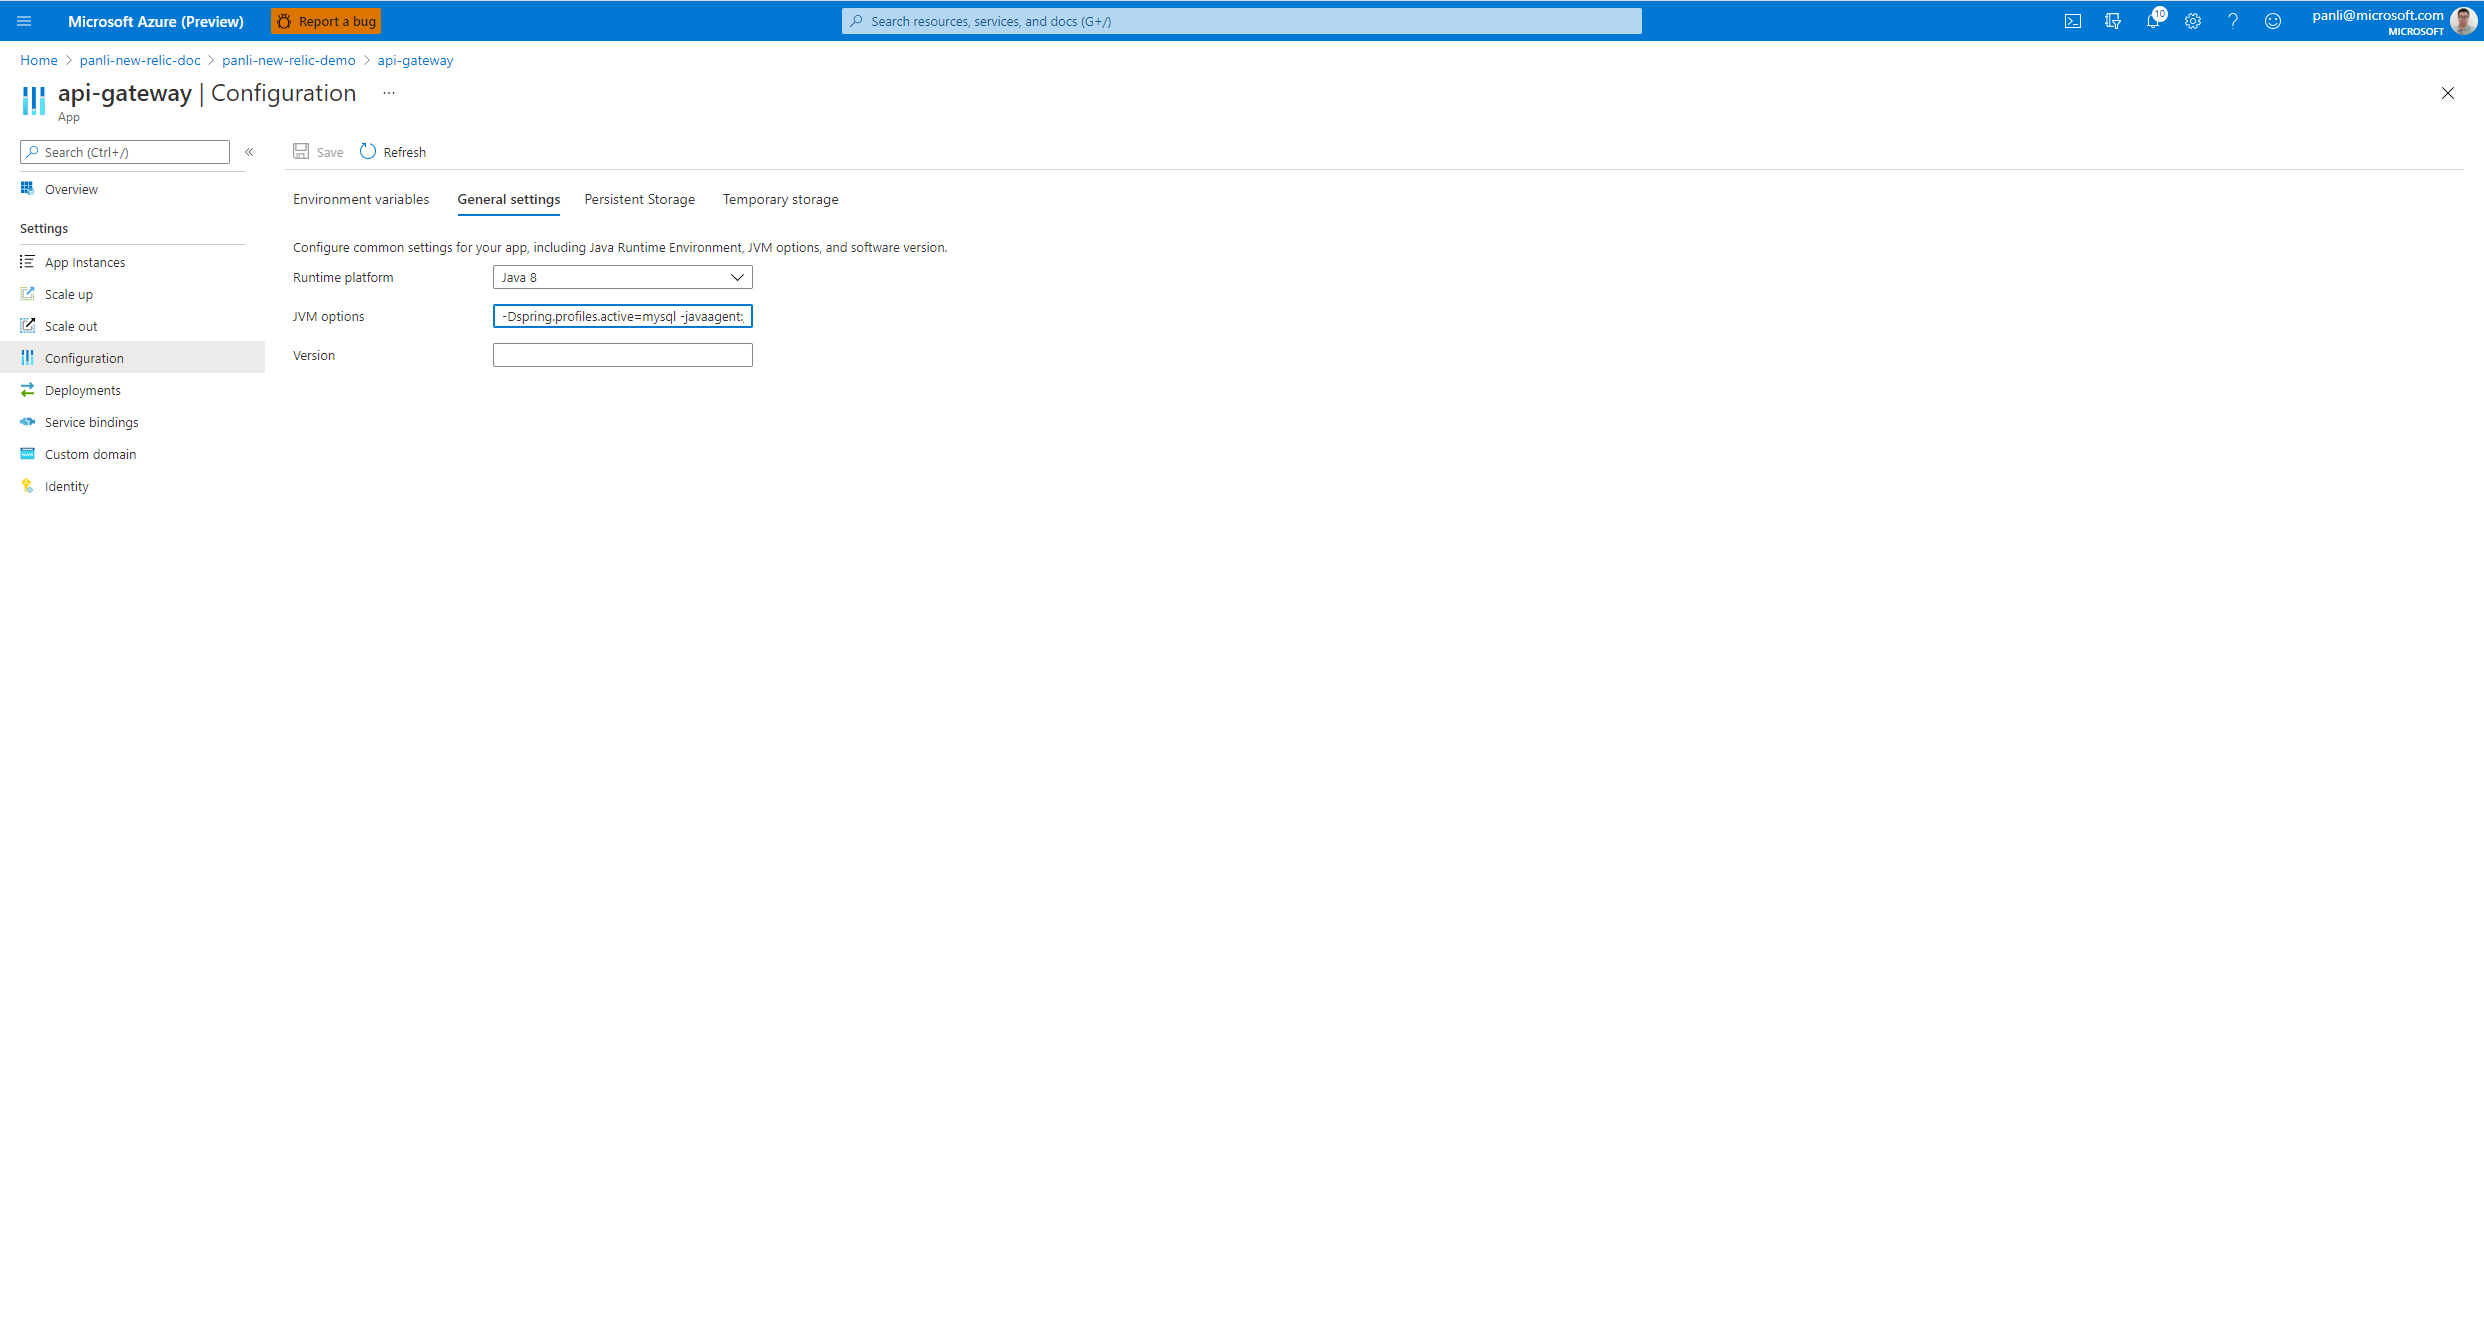 Microsoft Azure (Preview)
Report a bug
Search resources, services, and docs (G+/)
10
panli@microsoft.com
MICROSOFT
Home > panli-new-relic-doc > panli-new-relic-demo > api-gateway
api-gateway | Configuration ...
App
Search (Ctrl+/)
«
Save
Refresh
Overview
Settings
App Instances
Scale up
Scale out
Configuration
Deployments
Service bindings
Custom domain
Identity
Environment variables
General settings
Persistent Storage
Temporary storage
Configure common settings for your app, including Java Runtime Environment, JVM options, and software version.
Runtime platform
Java 8
JVM options
-Dspring.profiles.active=mysql -javaagent:
Version